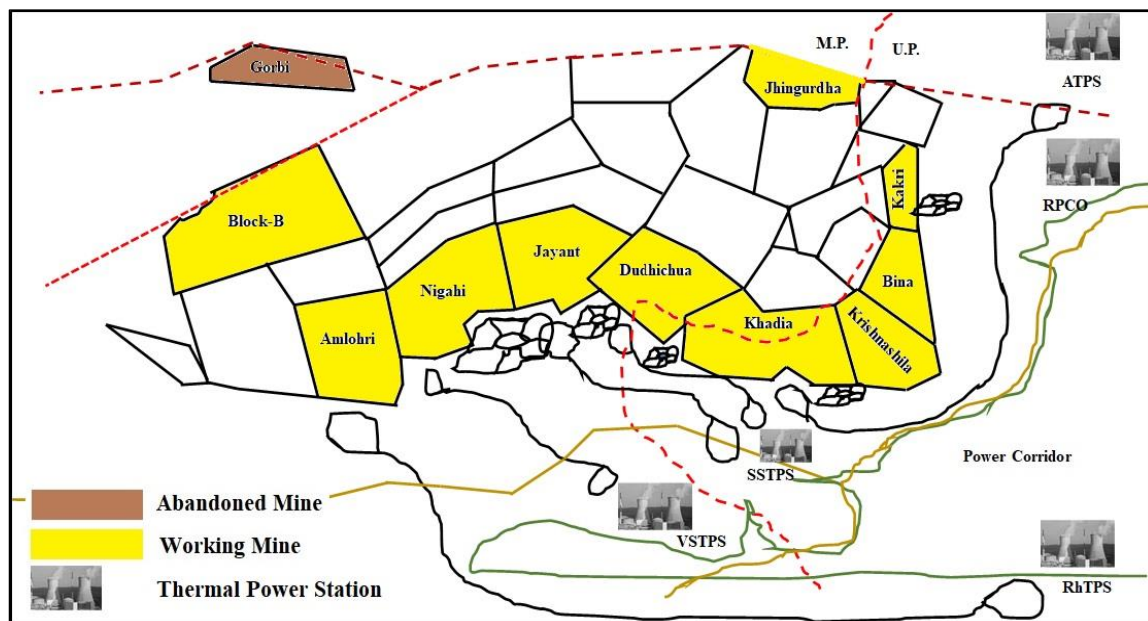 M.P.
U.P.
ATPS
Gorbi
Jhingurdha
RPCO
Kakri
Block-B
Jayant
Dudhichua
Bina
Nigahi
Khadia
Krishnashila
Amlohri
Power Corridor
SSTPS
VSTPS
RhTPS
Abandoned Mine
Working Mine
Thermal Power Station